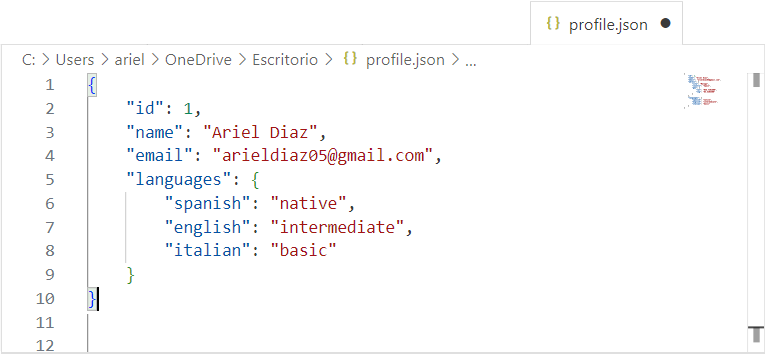 {} profile.json ●
C: > Users > ariel > OneDrive > Escritorio > {} profile.json > ...
1 {
2     "id": 1,
3     "name": "Ariel Diaz",
4     "email": "arieldiaz05@gmail.com",
5     "languages": {
6         "spanish": "native",
7         "english": "intermediate",
8         "italian": "basic"
9     }
10 }
11
12